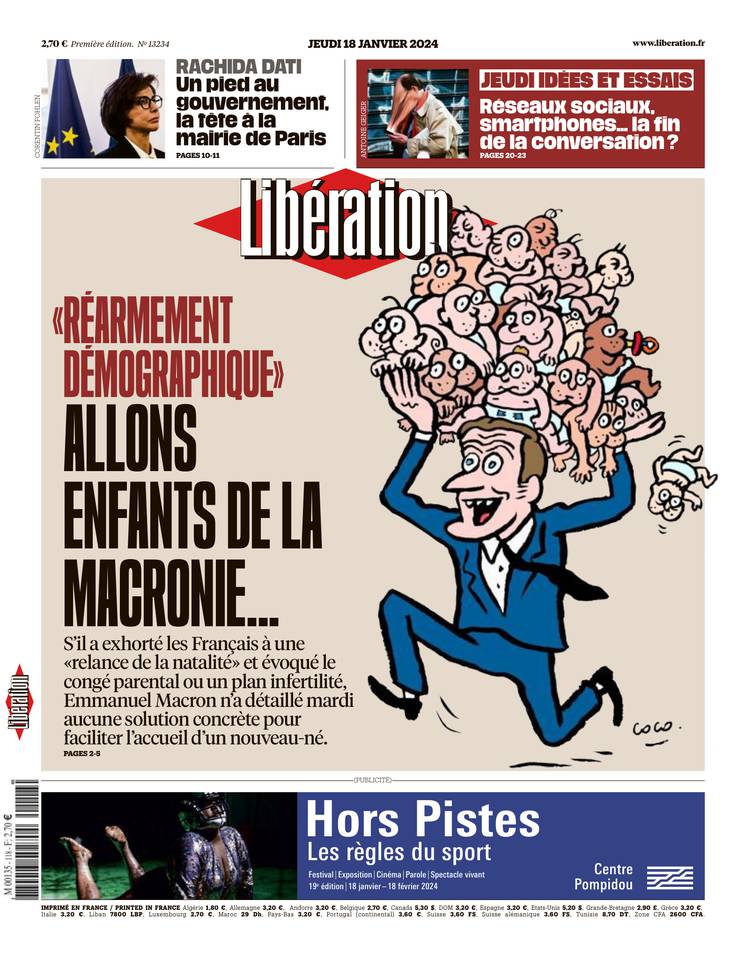 2,70 € Première édition. Nº 13234
JEUDI 18 JANVIER 2024
www.liberation.fr
CORENTIN FOHLEN
RACHIDA DATI
Un pied au
gouvernement,
la tête à la
mairie de Paris
PAGES 10-11
ANTOINE GEIGER
JEUDI IDÉES ET ESSAIS
Réseaux sociaux,
smartphones... la fin
de la conversation?
PAGES 20-23
Libération
«RÉARMEMENT
DÉMOGRAPHIQUE»
ALLONS
ENFANTS DE LA
MACRONIE...
S’il a exhorté les Français à une
«relance de la natalité» et évoqué le
congé parental ou un plan infertilité,
Emmanuel Macron n’a détaillé mardi
aucune solution concrète pour
faciliter l’accueil d’un nouveau-né.
PAGES 2-5
COCO.
Libération
(PUBLICITÉ)
M 00135 - 118 - F: 2,70 €
Hors Pistes
Les règles du sport
Festival | Exposition | Cinéma | Parole | Spectacle vivant
19e édition | 18 janvier – 18 février 2024
Centre
Pompidou
IMPRIMÉ EN FRANCE / PRINTED IN FRANCE Algérie 1,80 €, Allemagne 3,20 €, Andorre 3,20 €, Belgique 2,70 €, Canada 5,30 $, DOM 3,20 €, Espagne 3,20 €, Etats-Unis 5,20 $, Grande-Bretagne 2,90 £, Grèce 3,20 €,
Italie 3,20 €, Liban 7800 LBP, Luxembourg 2,70 €, Maroc 29 Dh, Pays-Bas 3,20 €, Portugal (continental) 3,60 €, Suisse 3,60 FS, Suisse alémanique 3,60 FS, Tunisie 8,70 DT, Zone CFA 2600 CFA.